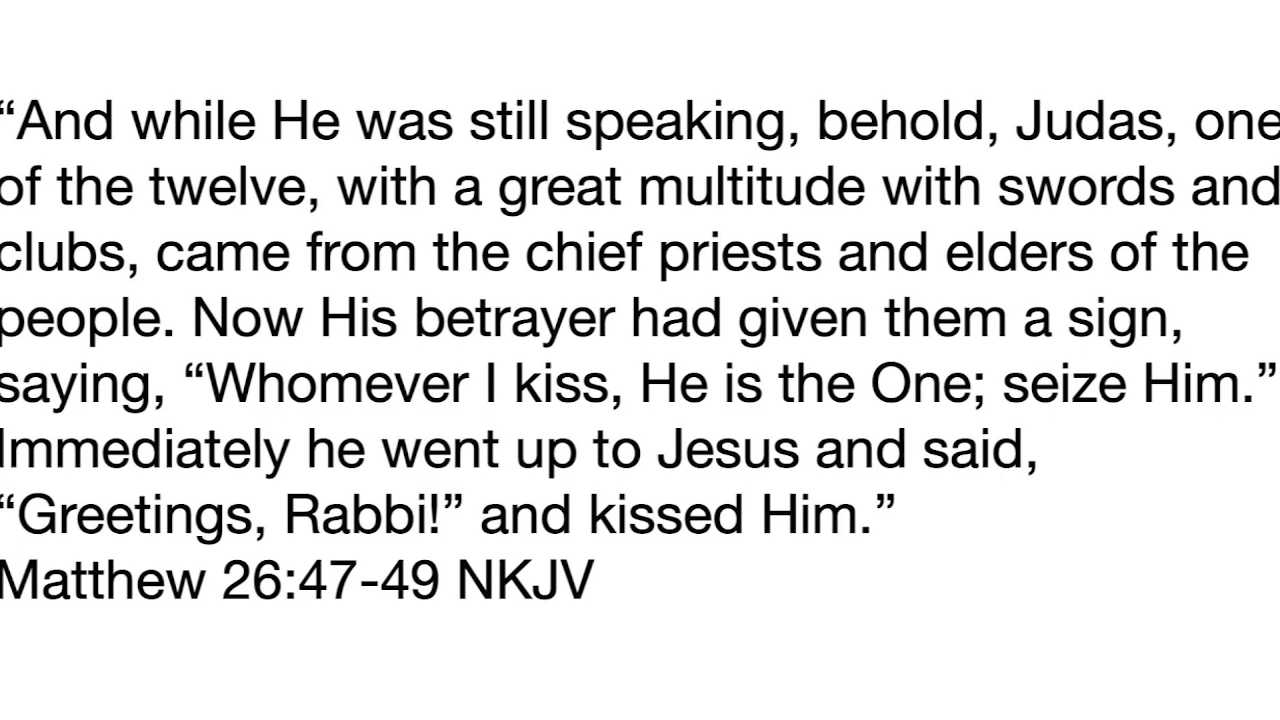 “And while He was still speaking, behold, Judas, one
of the twelve, with a great multitude with swords and
clubs, came from the chief priests and elders of the
people. Now His betrayer had given them a sign,
saying, “Whomever I kiss, He is the One; seize Him.”
Immediately he went up to Jesus and said,
“Greetings, Rabbi!” and kissed Him.”
Matthew 26:47-49 NKJV